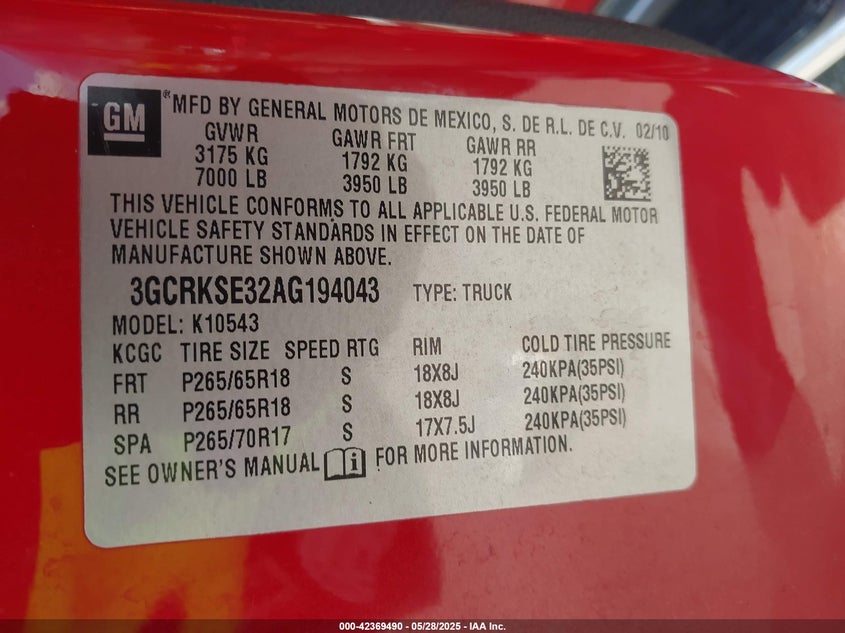 GM ® MFD BY GENERAL MOTORS DE MEXICO, S. DE R.L. DE C.V. 02/10
GVWR GAWR FRT GAWR RR
3175 KG 1792 KG 1792 KG
7000 LB 3950 LB 3950 LB
THIS VEHICLE CONFORMS TO ALL APPLICABLE U.S. FEDERAL MOTOR
VEHICLE SAFETY STANDARDS IN EFFECT ON THE DATE OF
MANUFACTURE SHOWN ABOVE.
3GCRKSE32AG194043 TYPE: TRUCK
MODEL: K10543
KCGC TIRE SIZE SPEED RTG RIM COLD TIRE PRESSURE
FRT P265/65R18 S 18X8J 240KPA(35PSI)
RR P265/65R18 S 18X8J 240KPA(35PSI)
SPA P265/70R17 S 17X7.5J 240KPA(35PSI)
SEE OWNER'S MANUAL i FOR MORE INFORMATION.
000-42369490 - 05/28/2025 - IAA Inc.